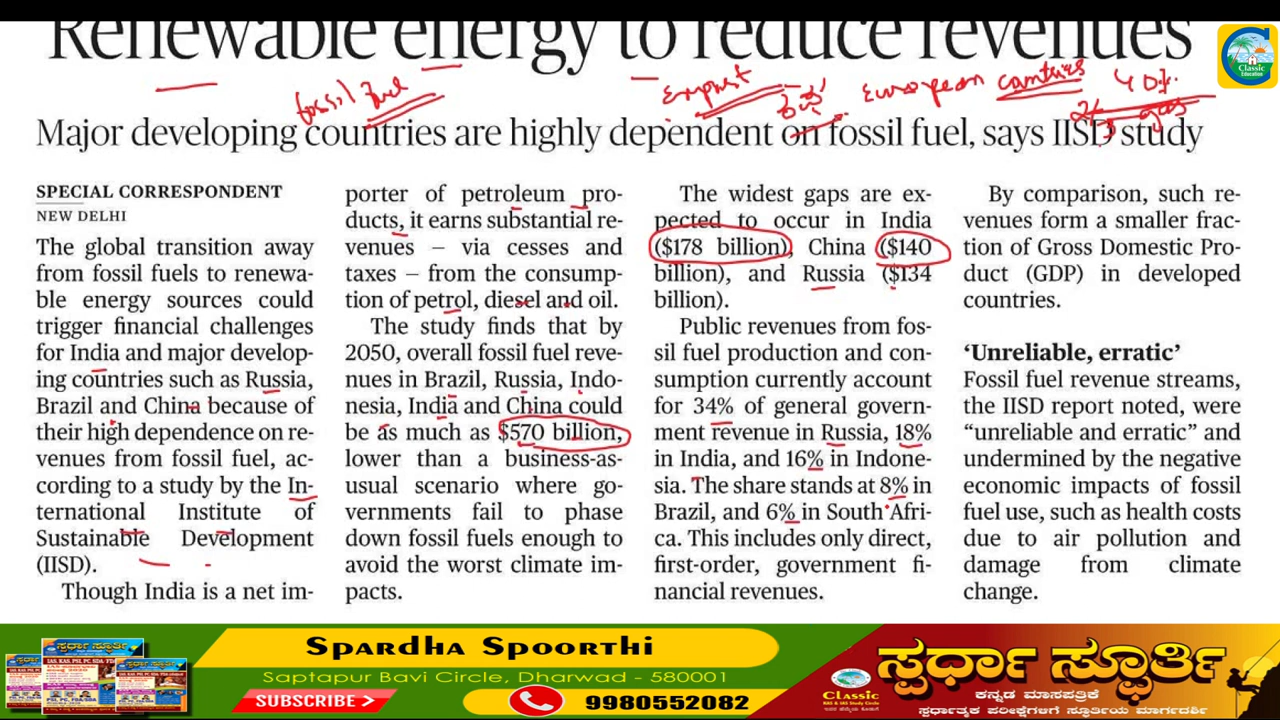 Renewable energy to reduce revenues
fossil fuel
import
European countries
40%
gas
Classic
Education
Major developing countries are highly dependent on fossil fuel, says IISD study
SPECIAL CORRESPONDENT
NEW DELHI
The global transition away
from fossil fuels to renewa-
ble energy sources could
trigger financial challenges
for India and major develop-
ing countries such as Russia,
Brazil and China because of
their high dependence on re-
venues from fossil fuel, ac-
cording to a study by the In-
ternational Institute of
Sustainable Development
(IISD).
Though India is a net im-
porter of petroleum pro-
ducts, it earns substantial re-
venues – via cesses and
taxes – from the consump-
tion of petrol, diesel and oil.
The study finds that by
2050, overall fossil fuel reve-
nues in Brazil, Russia, Indo-
nesia, India and China could
be as much as $570 billion,
lower than a business-as-
usual scenario where go-
vernments fail to phase
down fossil fuels enough to
avoid the worst climate im-
pacts.
The widest gaps are ex-
pected to occur in India
($178 billion), China ($140
billion), and Russia ($134
billion).
Public revenues from fos-
sil fuel production and con-
sumption currently account
for 34% of general govern-
ment revenue in Russia, 18%
in India, and 16% in Indone-
sia. The share stands at 8% in
Brazil, and 6% in South Afri-
ca. This includes only direct,
first-order, government fi-
nancial revenues.
By comparison, such re-
venues form a smaller frac-
tion of Gross Domestic Pro-
duct (GDP) in developed
countries.
‘Unreliable, erratic’
Fossil fuel revenue streams,
the IISD report noted, were
“unreliable and erratic” and
undermined by the negative
economic impacts of fossil
fuel use, such as health costs
due to air pollution and
damage from climate
change.
Spardha Spoorthi
Saptapur Bavi Circle, Dharwad - 580001
SUBSCRIBE
9980552082
ಸ್ಪರ್ಧಾ ಸ್ಫೂರ್ತಿ
Classic
KAS & IAS Study Circle
ಕನ್ನಡ ಮಾಸಪತ್ರಿಕೆ
ಸ್ಪರ್ಧಾತ್ಮಕ ಪರೀಕ್ಷೆಗಳಿಗೆ ಸ್ಫೂರ್ತಿಯ ಮಾರ್ಗದರ್ಶಿ